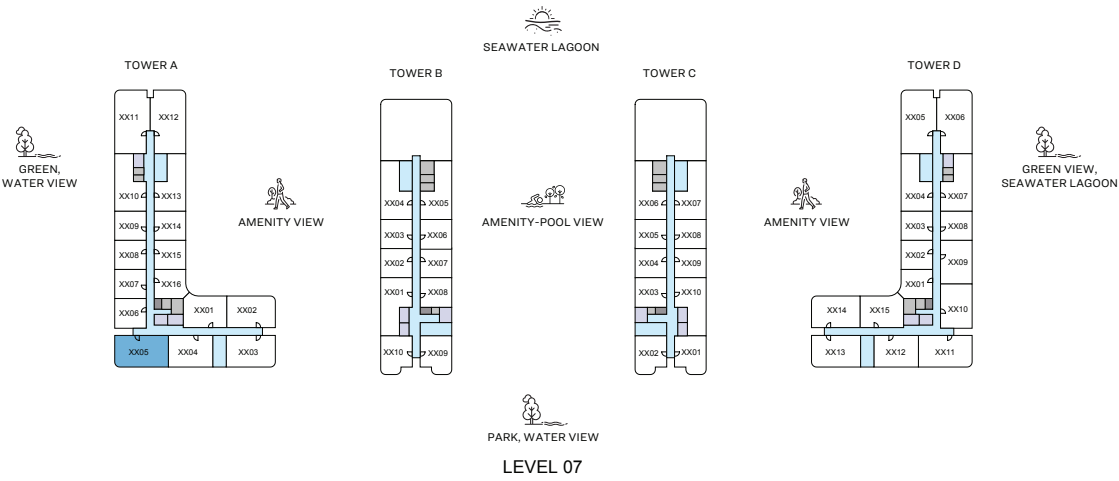 SEAWATER LAGOON
TOWER A
TOWER B
TOWER C
TOWER D
GREEN,
WATER VIEW
AMENITY VIEW
AMENITY-POOL VIEW
AMENITY VIEW
GREEN VIEW,
SEAWATER LAGOON
XX11 XX12
XX10 XX13
XX09 XX14
XX08 XX15
XX07 XX16
XX06 XX01 XX02
XX05 XX04 XX03
XX04 XX05
XX03 XX06
XX02 XX07
XX01 XX08
XX10 XX09
XX06 XX07
XX05 XX08
XX04 XX09
XX03 XX10
XX02 XX01
XX05 XX06
XX04 XX07
XX03 XX08
XX02 XX09
XX01
XX14 XX15 XX10
XX13 XX12 XX11
PARK, WATER VIEW
LEVEL 07